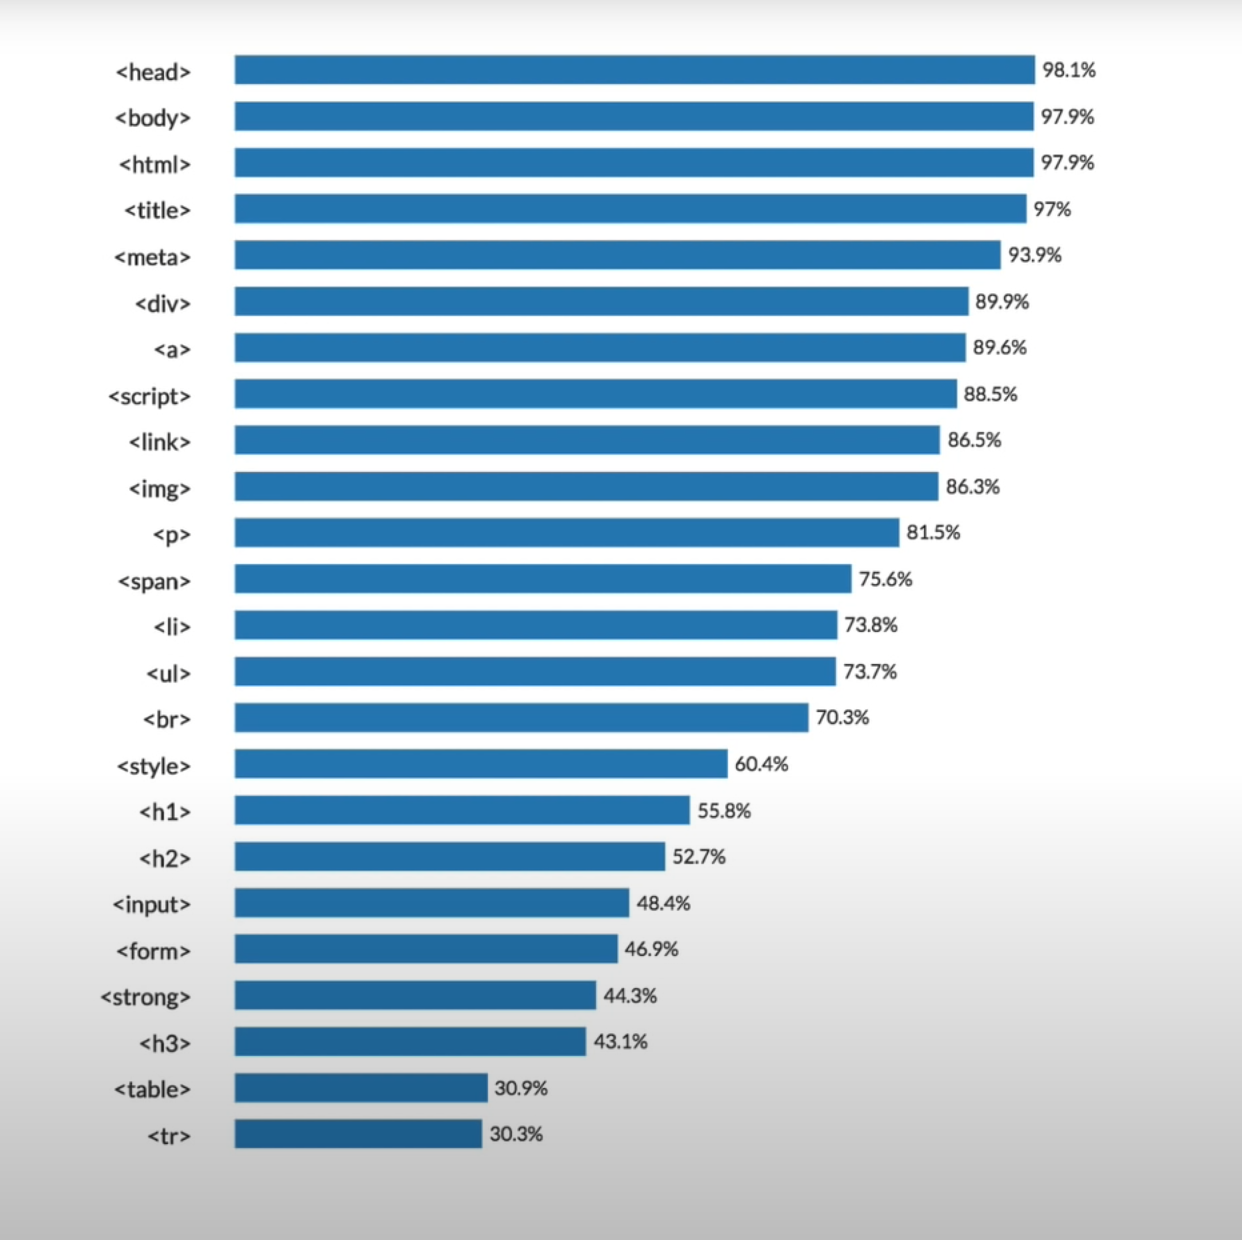 <head> 98.1%
<body> 97.9%
<html> 97.9%
<title> 97%
<meta> 93.9%
<div> 89.9%
<a> 89.6%
<script> 88.5%
<link> 86.5%
<img> 86.3%
<p> 81.5%
<span> 75.6%
<li> 73.8%
<ul> 73.7%
<br> 70.3%
<style> 60.4%
<h1> 55.8%
<h2> 52.7%
<input> 48.4%
<form> 46.9%
<strong> 44.3%
<h3> 43.1%
<table> 30.9%
<tr> 30.3%